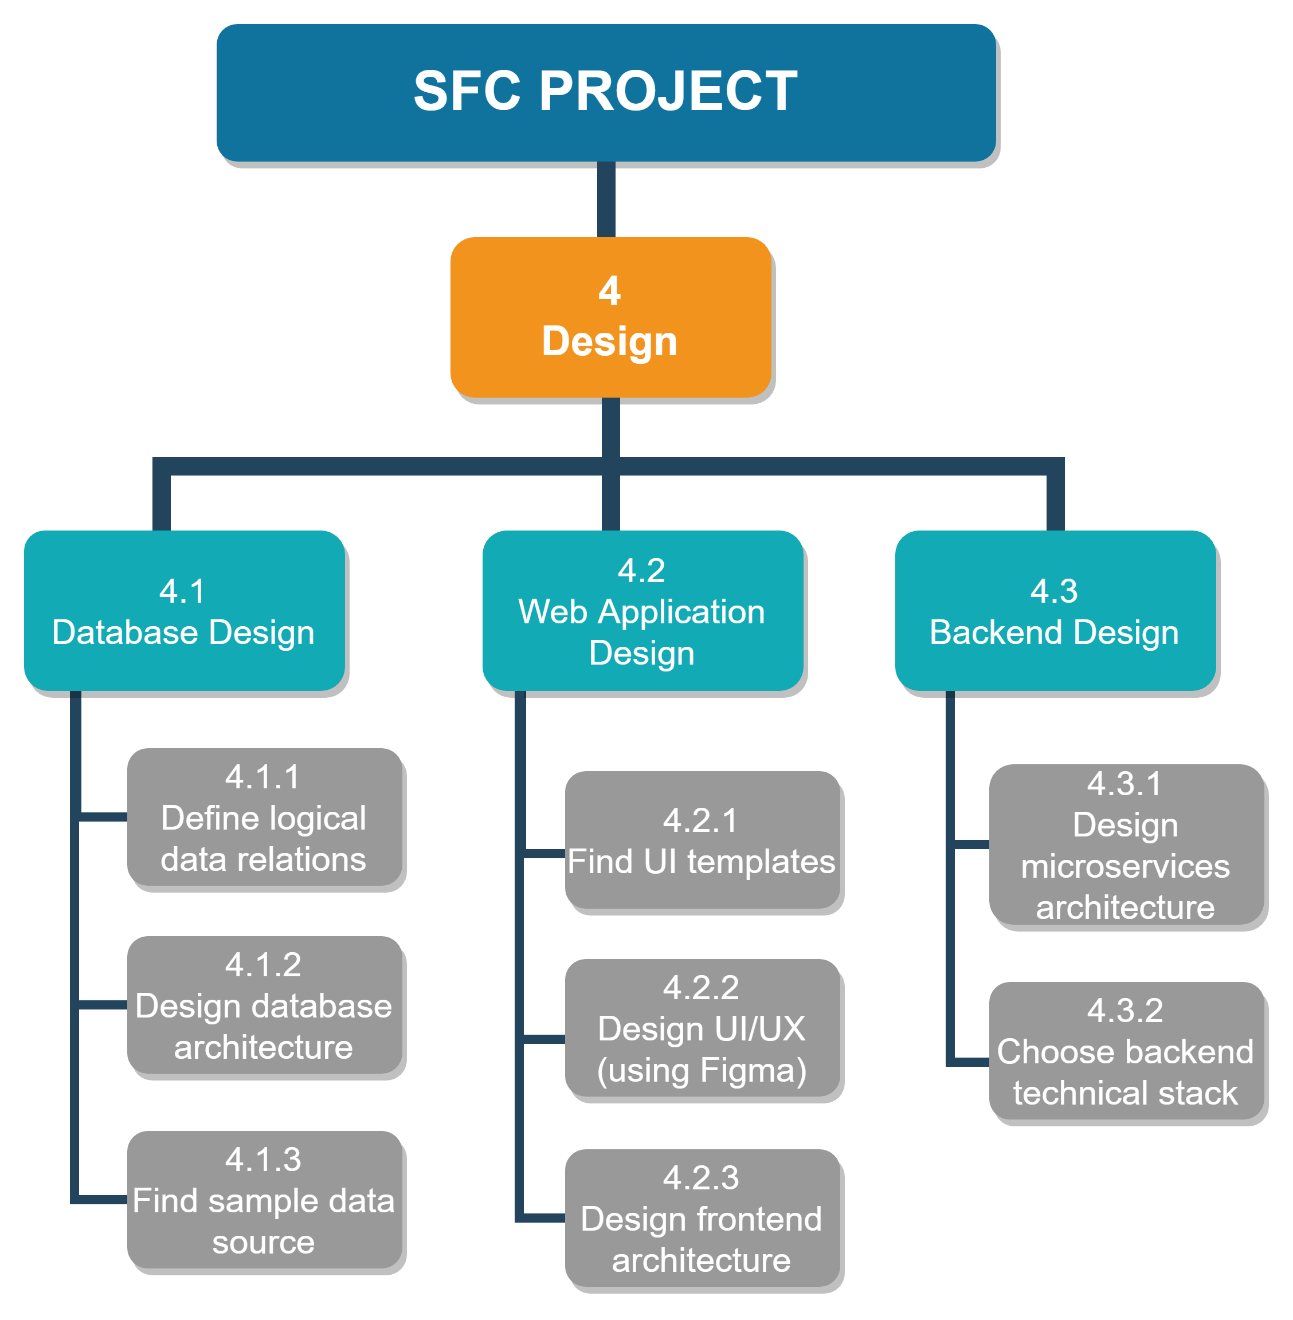 SFC PROJECT
4
Design
4.1
Database Design
4.2
Web Application
Design
4.3
Backend Design
4.1.1
Define logical
data relations
4.1.2
Design database
architecture
4.1.3
Find sample data
source
4.2.1
Find UI templates
4.2.2
Design UI/UX
(using Figma)
4.2.3
Design frontend
architecture
4.3.1
Design
microservices
architecture
4.3.2
Choose backend
technical stack